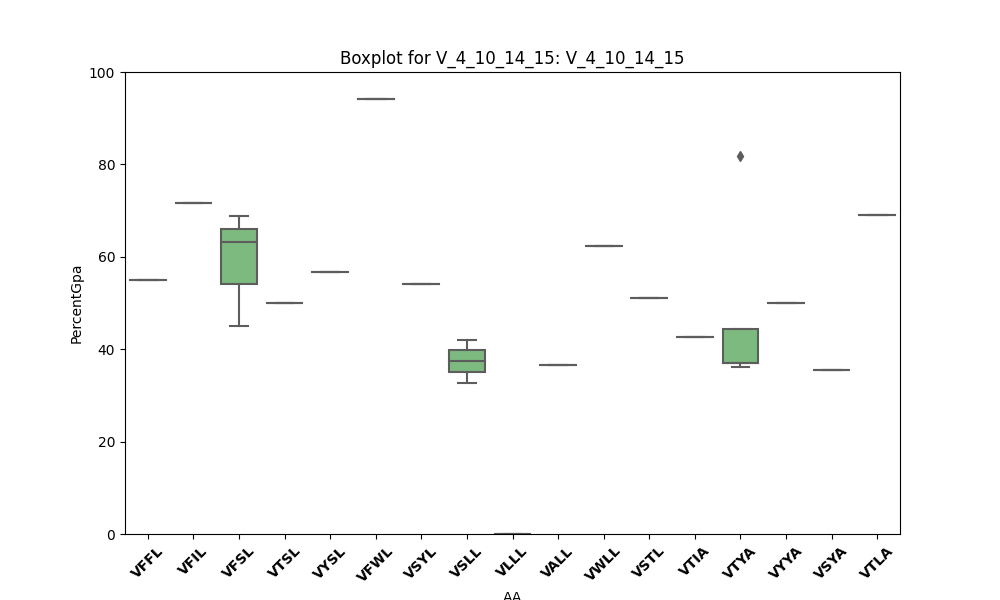 Boxplot for V_4_10_14_15: V_4_10_14_15
PercentGpa
100
80
60
40
20
0
VFFL VFIL VFSL VTSL VYSL VFWL VSYL VSLL VLLL VALL VWLL VSTL VTIA VTYA VYYA VSYA VTLA
AA